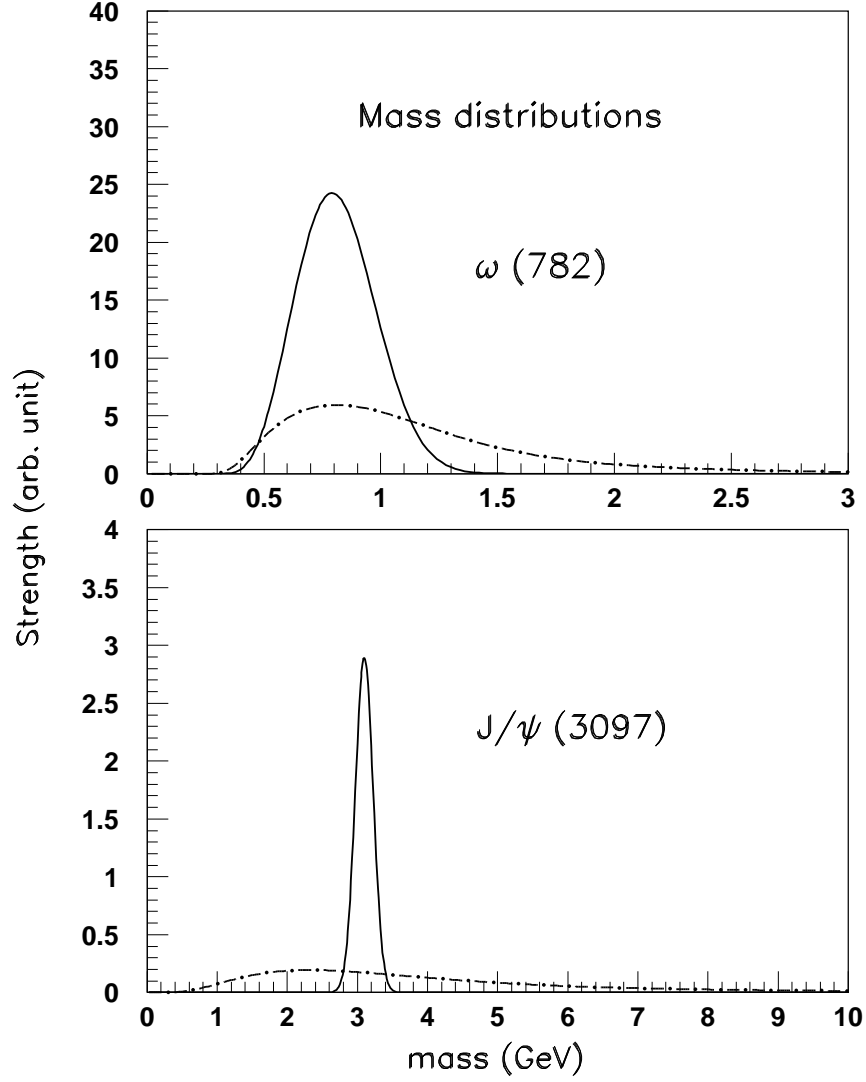 40
35
30
25
20
15
10
5
0
Mass distributions
ω (782)
0 0.5 1 1.5 2 2.5 3
Strength (arb. unit)
4
3.5
3
2.5
2
1.5
1
0.5
0
J/ψ (3097)
0 1 2 3 4 5 6 7 8 9 10
mass (GeV)